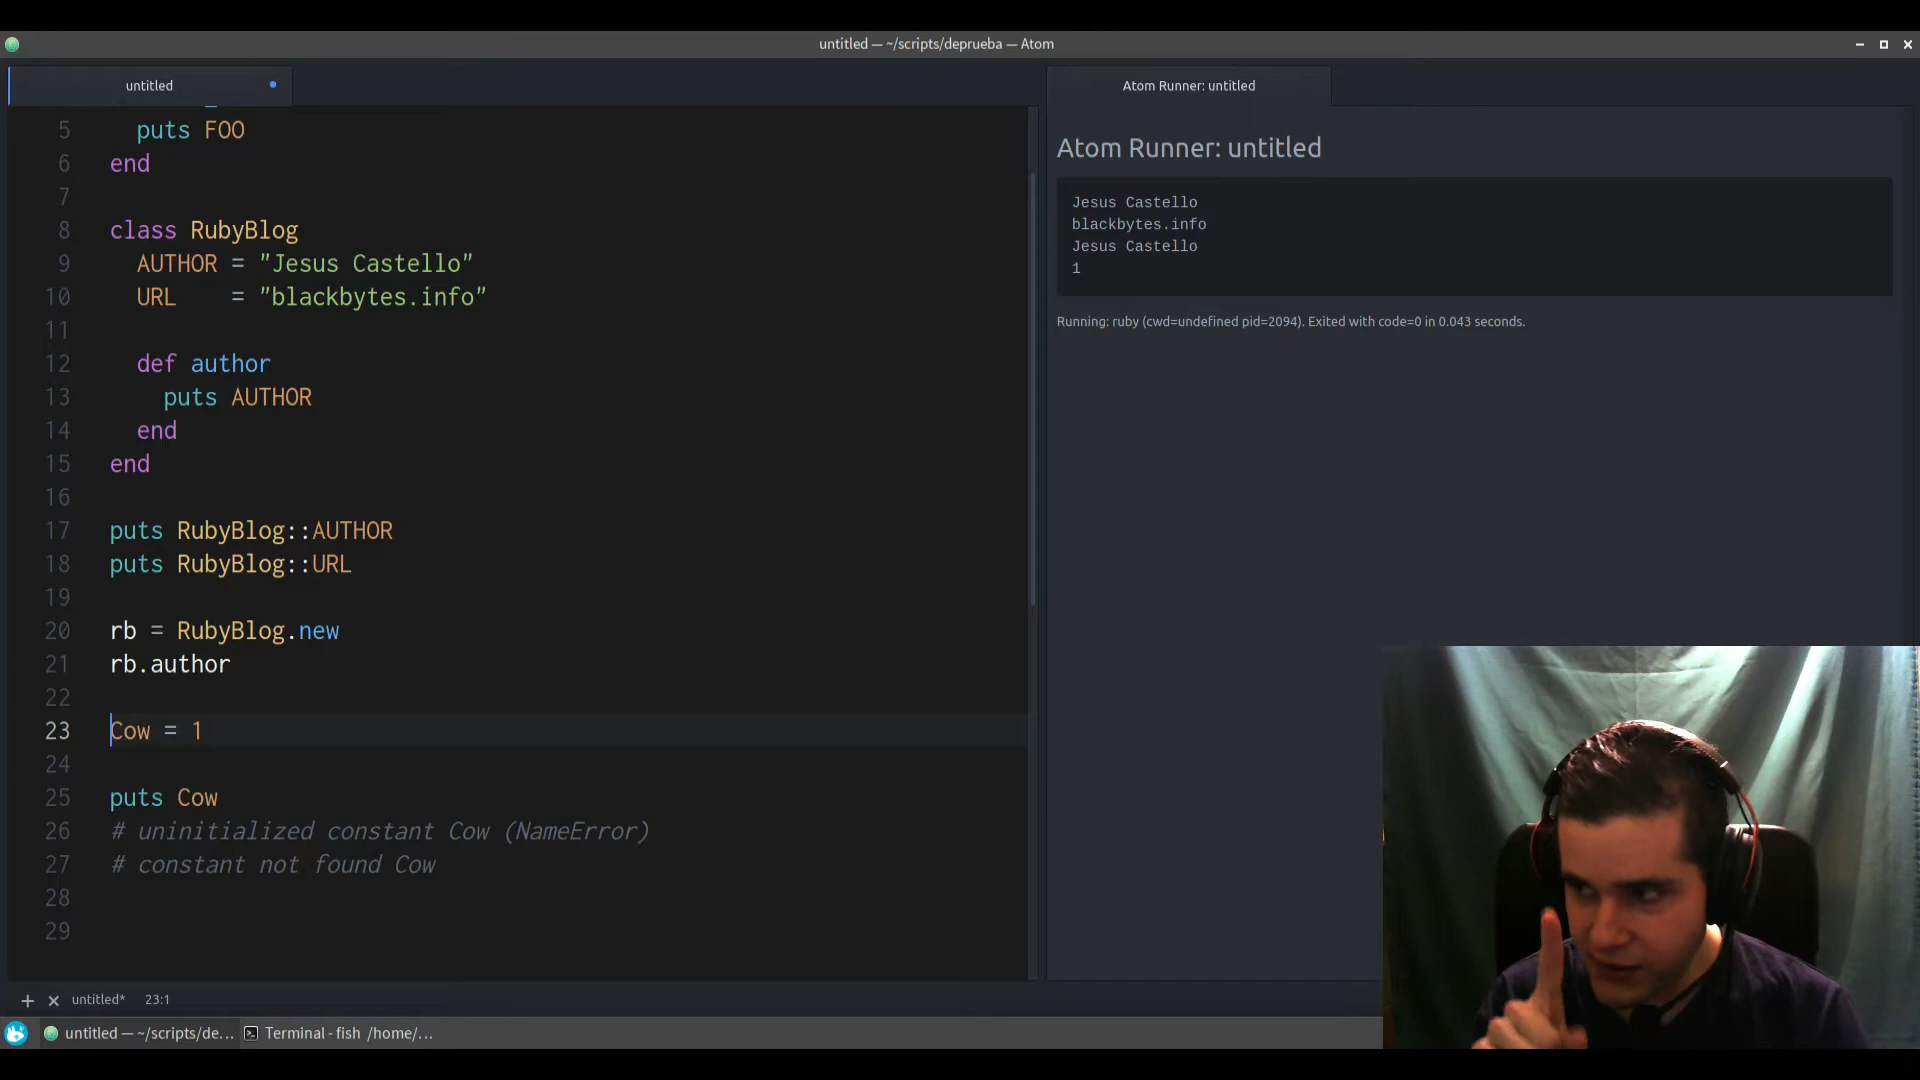 untitled — ~/scripts/deprueba — Atom
untitled
5 puts FOO
6 end
7
8 class RubyBlog
9 AUTHOR = "Jesus Castello"
10 URL = "blackbytes.info"
11
12 def author
13 puts AUTHOR
14 end
15 end
16
17 puts RubyBlog::AUTHOR
18 puts RubyBlog::URL
19
20 rb = RubyBlog.new
21 rb.author
22
23 Cow = 1
24
25 puts Cow
26 # uninitialized constant Cow (NameError)
27 # constant not found Cow
28
29
Atom Runner: untitled
Atom Runner: untitled
Jesus Castello
blackbytes.info
Jesus Castello
1
Running: ruby (cwd=undefined pid=2094). Exited with code=0 in 0.043 seconds.
untitled* 23:1
untitled — ~/scripts/de... Terminal - fish /home/...